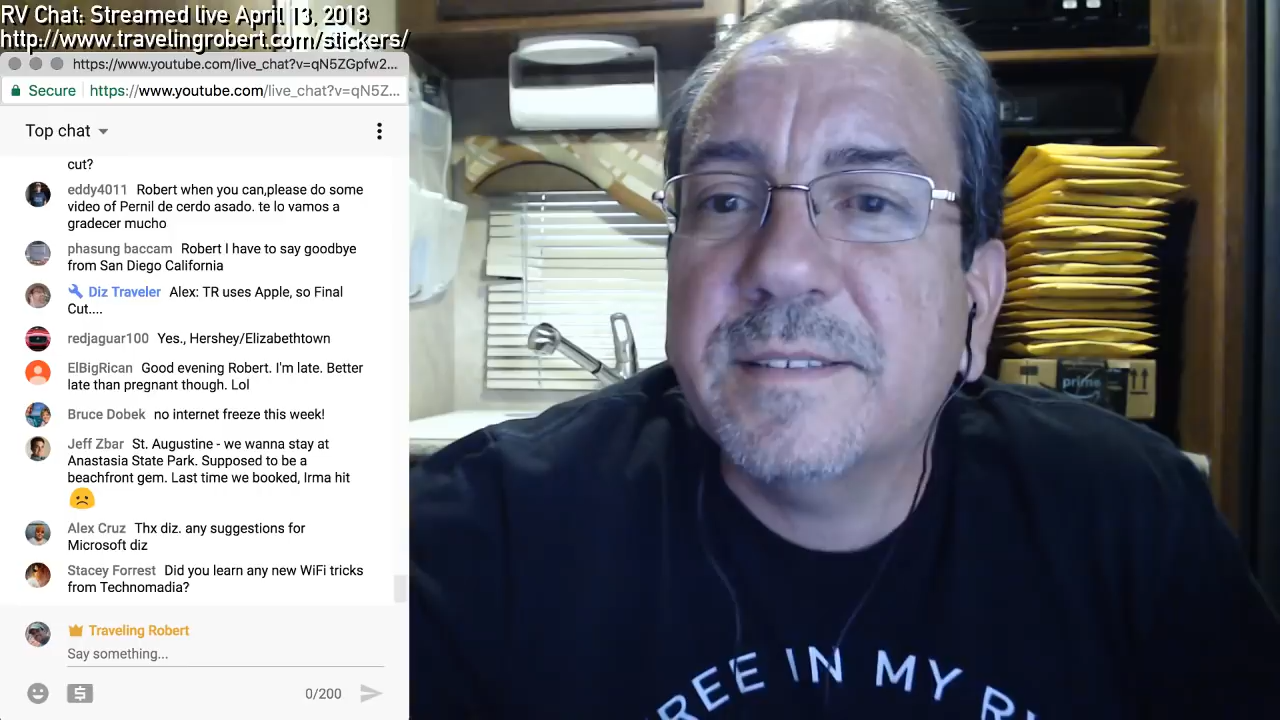 RV Chat: Streamed live April 13, 2018
http://www.travelingrobert.com/stickers/
https://www.youtube.com/live_chat?v=qN5ZGpfw2...
Secure https://www.youtube.com/live_chat?v=qN5Z...
Top chat
cut?
eddy4011 Robert when you can,please do some
video of Pernil de cerdo asado. te lo vamos a
gradecer mucho
phasung baccam Robert I have to say goodbye
from San Diego California
Diz Traveler Alex: TR uses Apple, so Final
Cut....
redjaguar100 Yes., Hershey/Elizabethtown
ElBigRican Good evening Robert. I'm late. Better
late than pregnant though. Lol
Bruce Dobek no internet freeze this week!
Jeff Zbar St. Augustine - we wanna stay at
Anastasia State Park. Supposed to be a
beachfront gem. Last time we booked, Irma hit
Alex Cruz Thx diz. any suggestions for
Microsoft diz
Stacey Forrest Did you learn any new WiFi tricks
from Technomadia?
Traveling Robert
Say something...
0/200
prime
REE IN MY